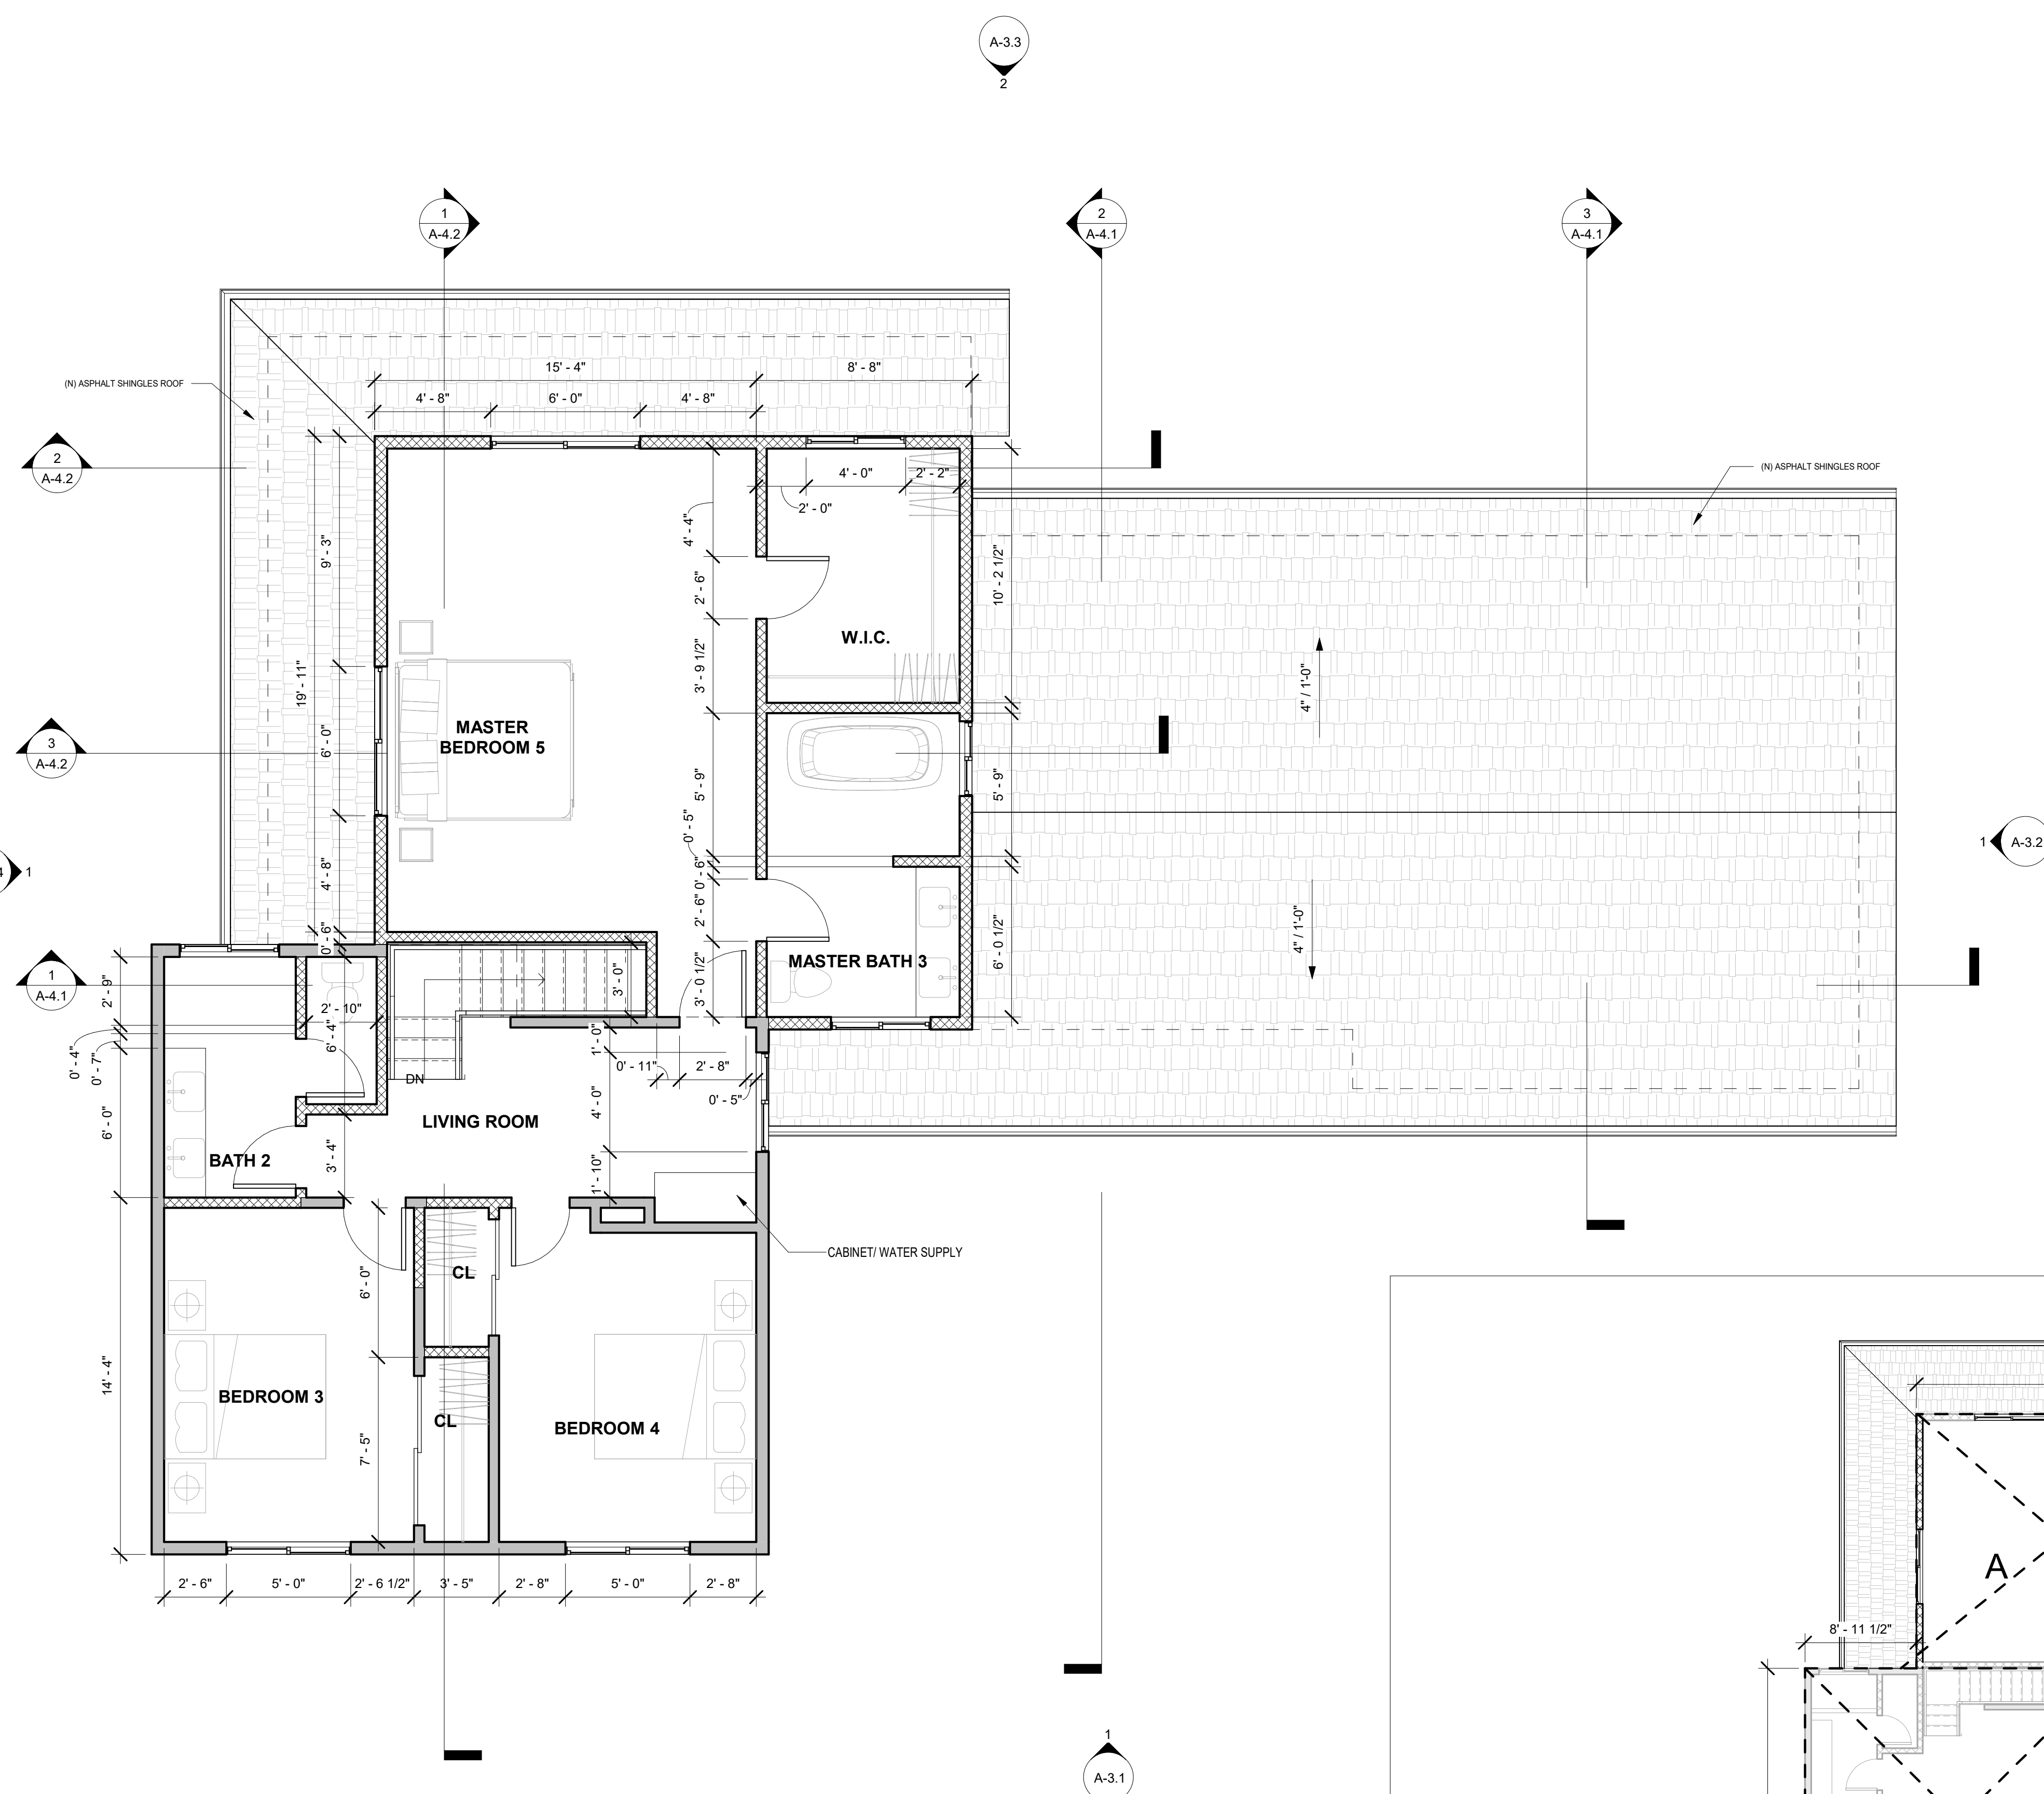 A-3.3
2
1
A-4.2
2
A-4.1
3
A-4.1
(N) ASPHALT SHINGLES ROOF
15' - 4"
8' - 8"
4' - 8"
6' - 0"
4' - 8"
2
A-4.2
(N) ASPHALT SHINGLES ROOF
4' - 0"
2' - 2"
2' - 0"
4' - 4"
9' - 3"
10' - 2 1/2"
2' - 6"
W.I.C.
3' - 9 1/2"
19' - 11"
4" / 1'-0"
MASTER
BEDROOM 5
3
A-4.2
6' - 0"
5' - 9"
5' - 9"
0' - 5"
1
A-3.2
4
1
4' - 8"
0' - 6"
2' - 6"
4" / 1'-0"
0' - 6"
6' - 0 1/2"
MASTER BATH 3
1
A-4.1
2' - 9"
3' - 0"
3' - 0 1/2"
2' - 10"
6' - 4"
1' - 0"
0' - 4"
0' - 7"
0' - 11"
2' - 8"
DN
0' - 5"
4' - 0"
6' - 0"
LIVING ROOM
BATH 2
3' - 4"
1' - 10"
CABINET/ WATER SUPPLY
CL
6' - 0"
14' - 4"
BEDROOM 3
CL
BEDROOM 4
7' - 5"
A
2' - 6"
5' - 0"
2' - 6 1/2"
3' - 5"
2' - 8"
5' - 0"
2' - 8"
8' - 11 1/2"
1
A-3.1